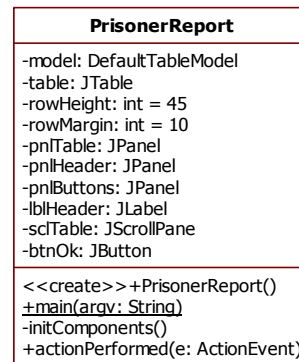 PrisonerReport
-model: DefaultTableModel
-table: JTable
-rowHeight: int = 45
-rowMargin: int = 10
-pnlTable: JPanel
-pnlHeader: JPanel
-pnlButtons: JPanel
-lblHeader: JLabel
-sclTable: JScrollPane
-btnOk: JButton
<<create>>+PrisonerReport()
+main(argv: String)
-initComponents()
+actionPerformed(e: ActionEvent)